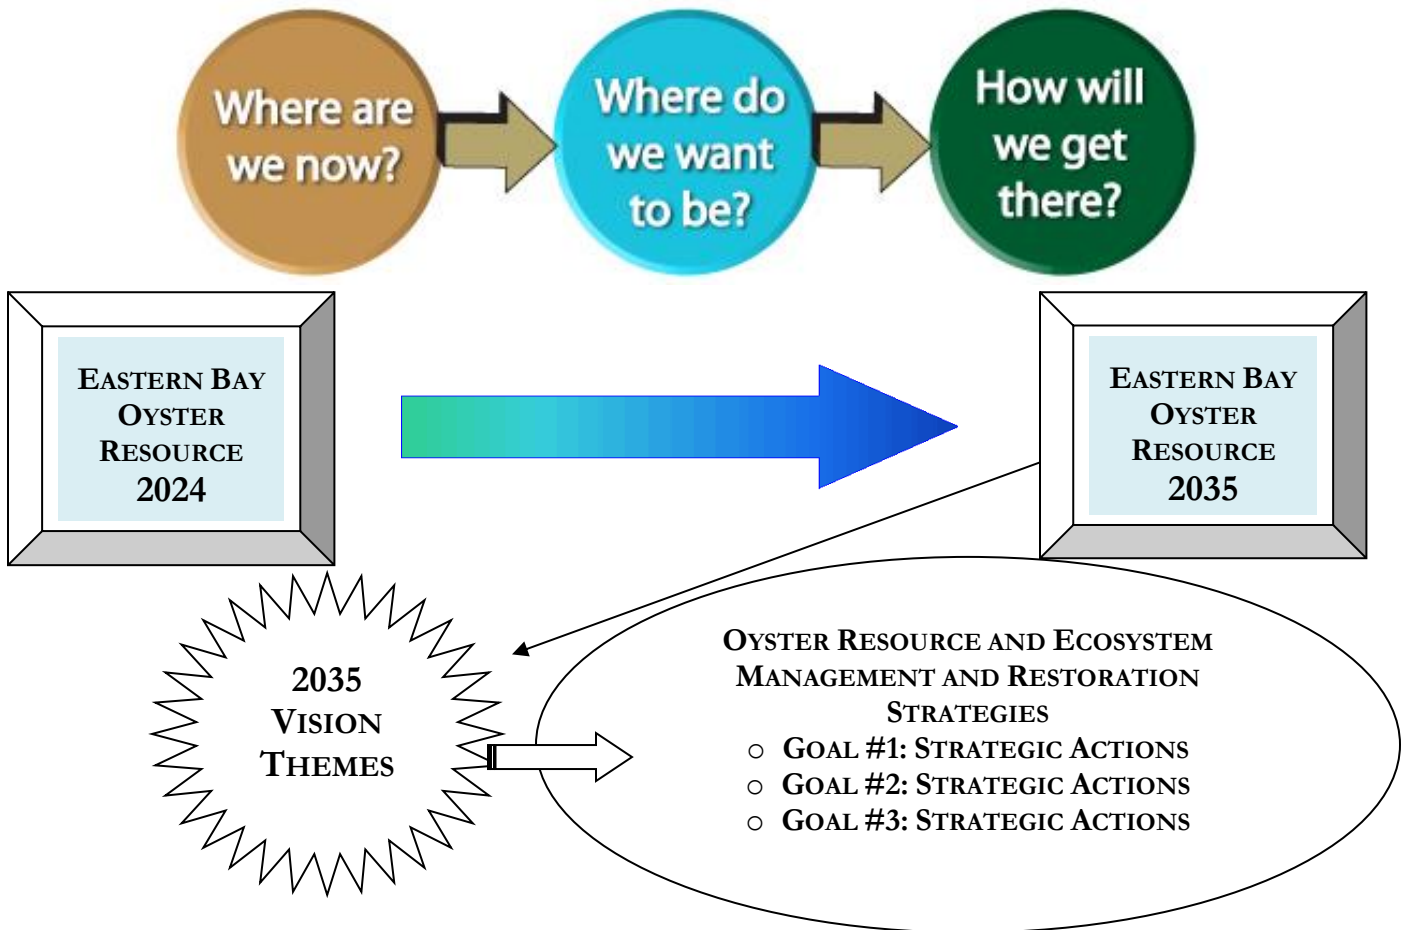 Where are
we now?
Where do
we want
to be?
How will
we get
there?
EASTERN BAY
OYSTER
RESOURCE
2024
EASTERN BAY
OYSTER
RESOURCE
2035
2035
VISION
THEMES
OYSTER RESOURCE AND ECOSYSTEM
MANAGEMENT AND RESTORATION
STRATEGIES
○ GOAL #1: STRATEGIC ACTIONS
○ GOAL #2: STRATEGIC ACTIONS
○ GOAL #3: STRATEGIC ACTIONS